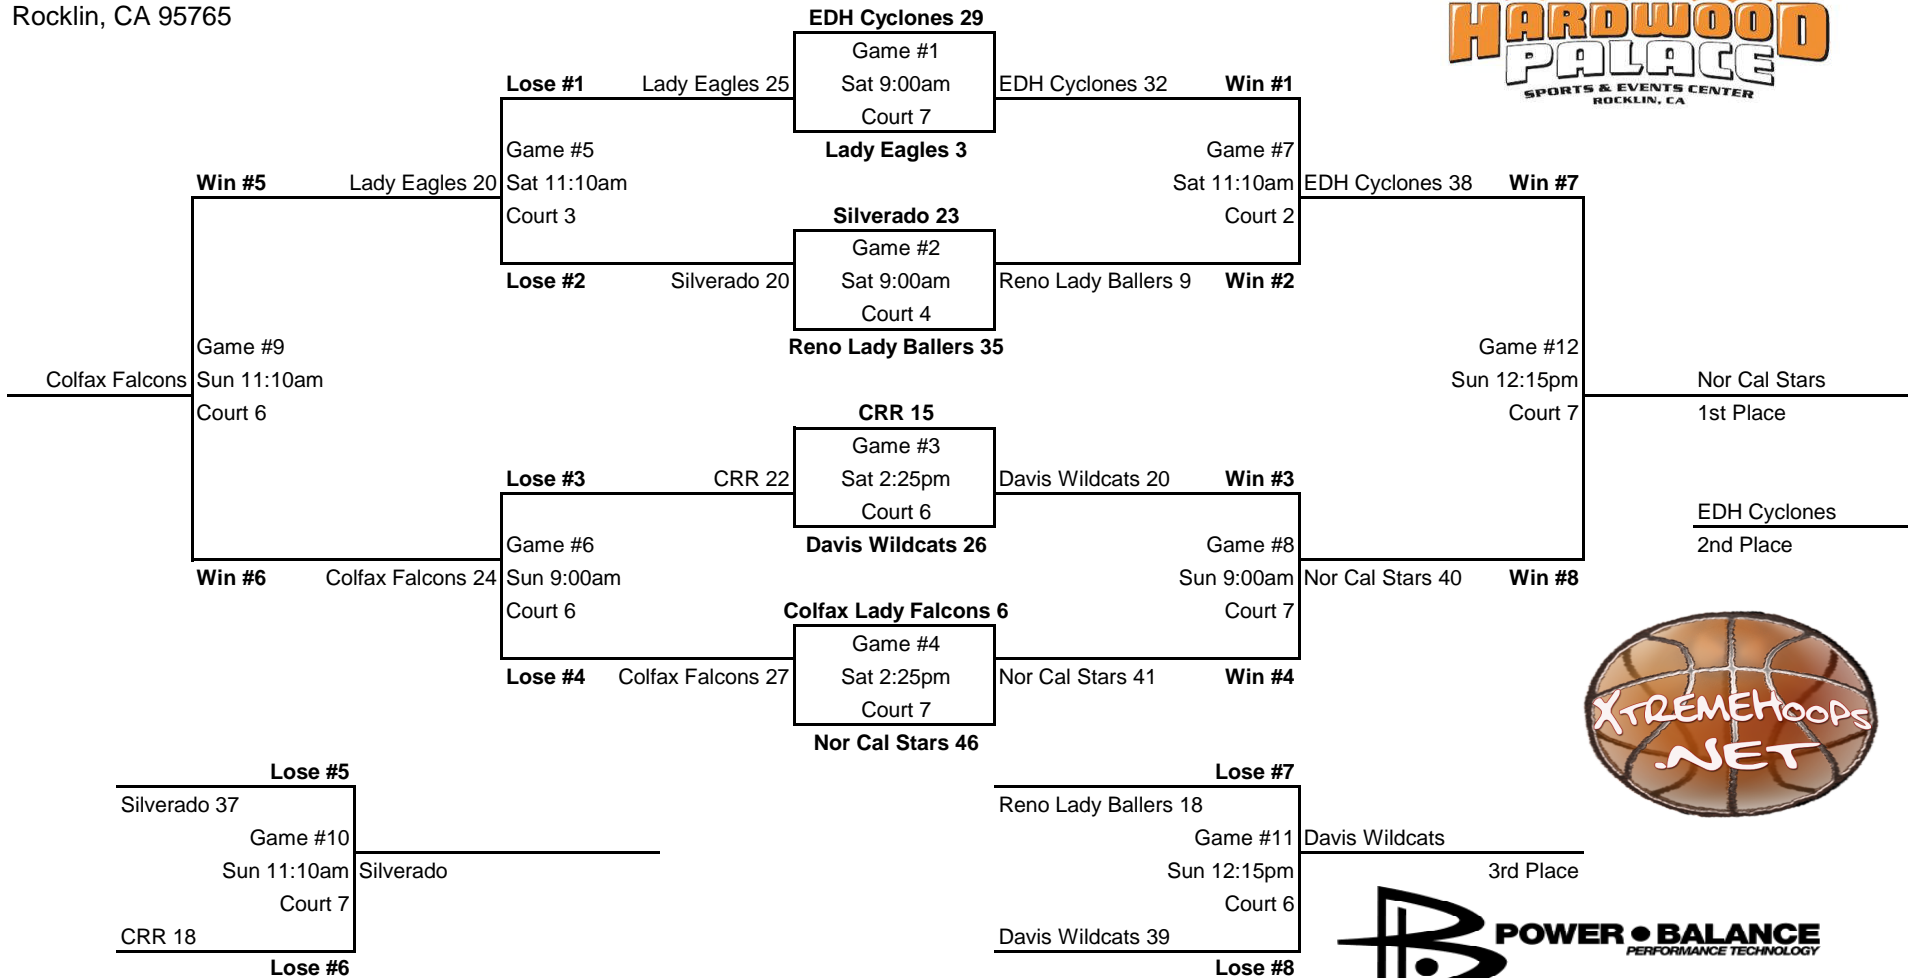 Rocklin, CA 95765
EDH Cyclones 29
HARDWOOD
PALACE
SPORTS & EVENTS CENTER
ROCKLIN, CA
Game #1
Lose #1 Lady Eagles 25 Sat 9:00am EDH Cyclones 32 Win #1
Court 7
Game #5 Lady Eagles 3 Game #7
Win #5 Lady Eagles 20 Sat 11:10am Sat 11:10am EDH Cyclones 38 Win #7
Court 3 Silverado 23 Court 2
Game #2
Lose #2 Silverado 20 Sat 9:00am Reno Lady Ballers 9 Win #2
Court 4
Game #9 Reno Lady Ballers 35 Game #12
Colfax Falcons Sun 11:10am Sun 12:15pm Nor Cal Stars
Court 6 CRR 15 Court 7 1st Place
Game #3
Lose #3 CRR 22 Sat 2:25pm Davis Wildcats 20 Win #3
Court 6 EDH Cyclones
Game #6 Davis Wildcats 26 Game #8 2nd Place
Win #6 Colfax Falcons 24 Sun 9:00am Sun 9:00am Nor Cal Stars 40 Win #8
Court 6 Colfax Lady Falcons 6 Court 7
Game #4
Lose #4 Colfax Falcons 27 Sat 2:25pm Nor Cal Stars 41 Win #4
Court 7
XTREMEHOOPS
.NET
Nor Cal Stars 46
Lose #5 Lose #7
Silverado 37 Reno Lady Ballers 18
Game #10 Game #11 Davis Wildcats
Sun 11:10am Silverado Sun 12:15pm 3rd Place
Court 7 Court 6
CRR 18 Davis Wildcats 39
POWER • BALANCE
PERFORMANCE TECHNOLOGY
Lose #6 Lose #8